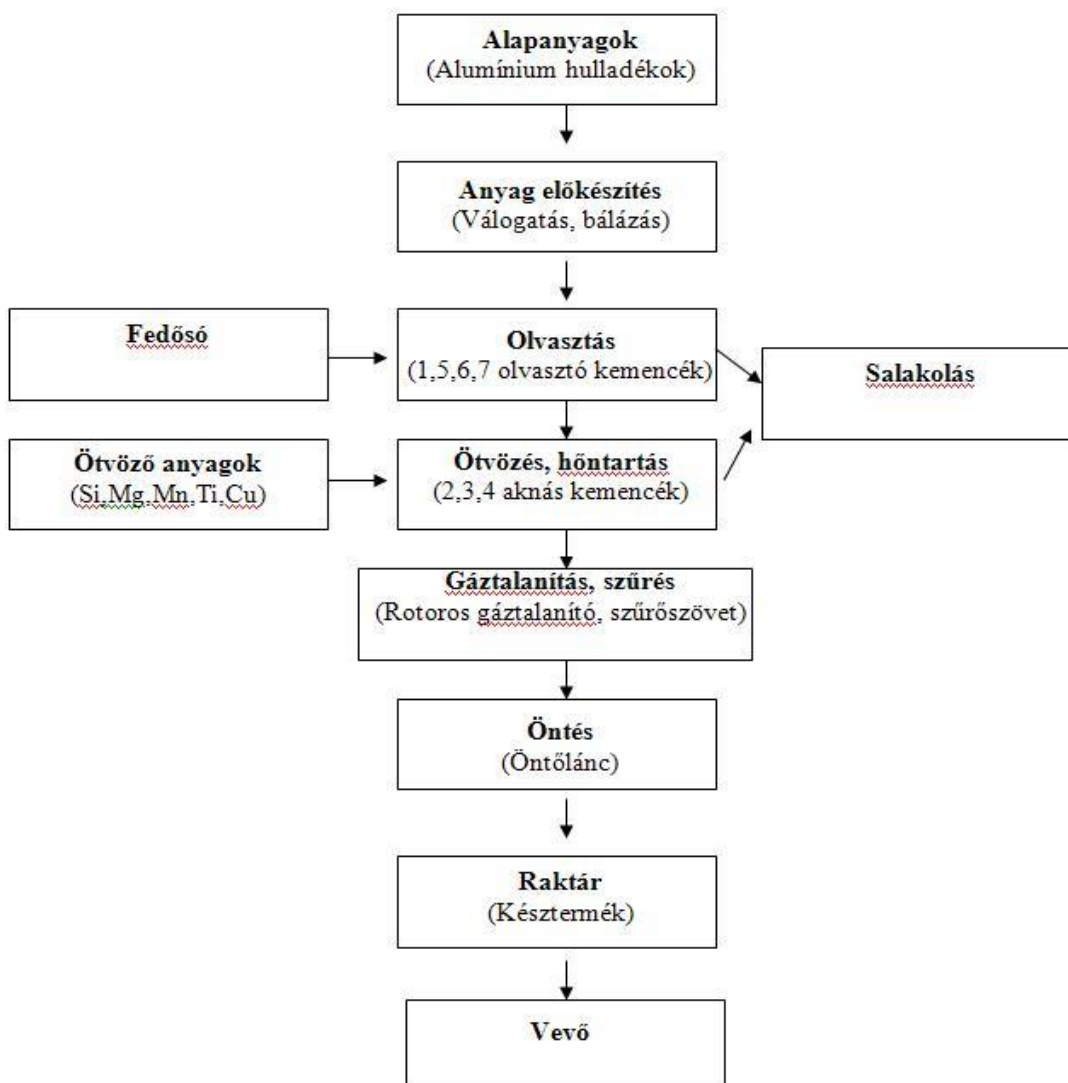 Alapanyagok
(Alumínium hulladékok)
Anyag előkészítés
(Válogatás, bálázás)
Fedősó
Olvasztás
(1,5,6,7 olvasztó kemencék)
Salakolás
Ötvöző anyagok
(Si,Mg,Mn,Ti,Cu)
Ötvözés, hőntartás
(2,3,4 aknás kemencék)
Gáztalanítás, szűrés
(Rotoros gáztalanító, szűrőszövet)
Öntés
(Öntőlánc)
Raktár
(Késztermék)
Vevő